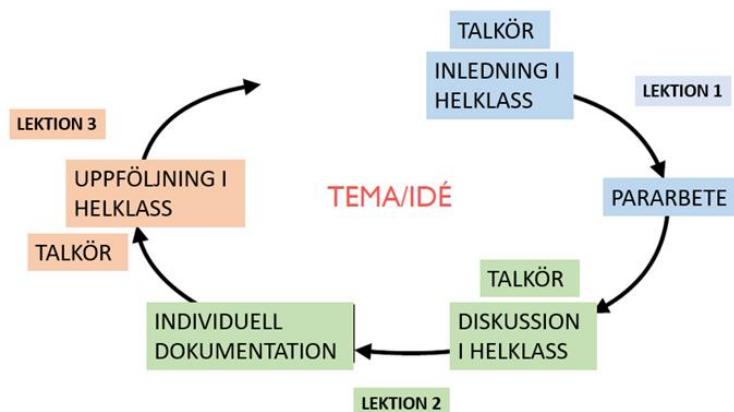 TALKÖR
INLEDNING I
HELKLASS
LEKTION 1
PARARBETE
TALKÖR
DISKUSSION
I HELKLASS
LEKTION 2
INDIVIDUELL
DOKUMENTATION
LEKTION 3
UPPFÖLJNING I
HELKLASS
TALKÖR
TEMA/IDÉ